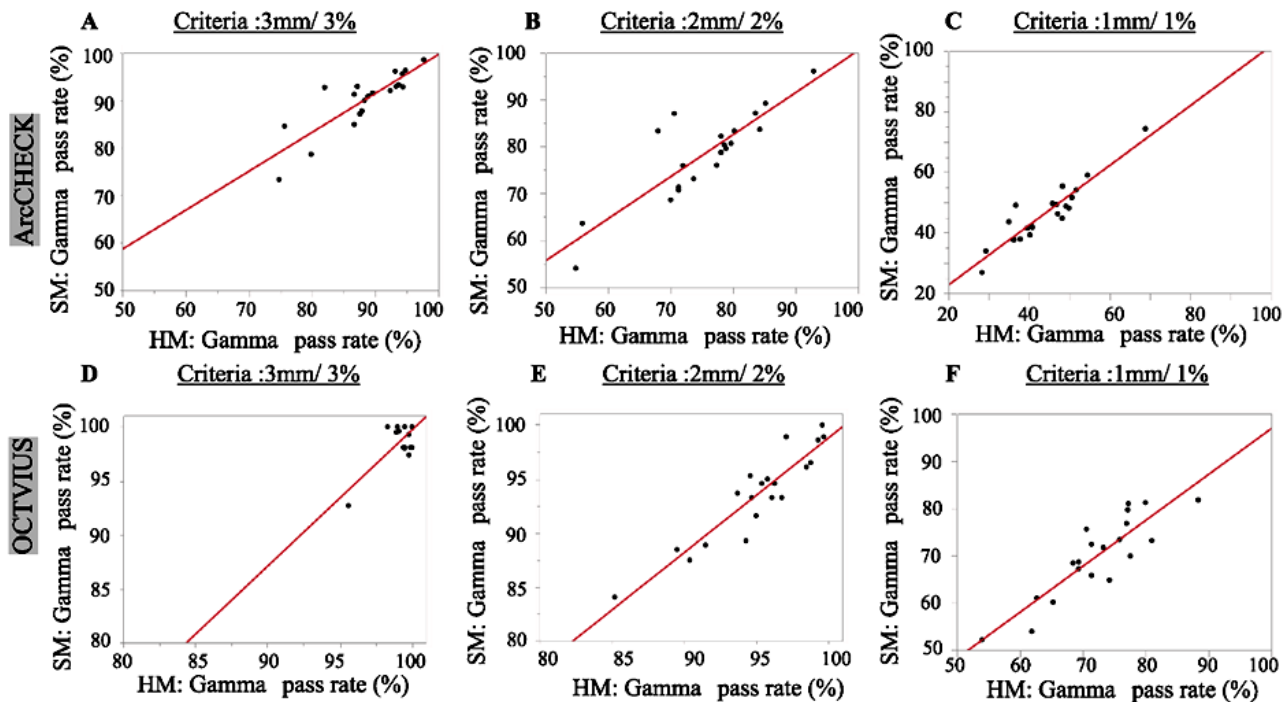 A Criteria :3mm/ 3%
B Criteria :2mm/ 2%
C Criteria :1mm/ 1%
ArcCHECK
SM: Gamma pass rate (%)
100
90
80
70
60
50
50 60 70 80 90 100
HM: Gamma pass rate (%)
SM: Gamma pass rate (%)
100
90
80
70
60
50
50 60 70 80 90 100
HM: Gamma pass rate (%)
SM: Gamma pass rate (%)
100
80
60
40
20
20 40 60 80 100
HM: Gamma pass rate (%)
D Criteria :3mm/ 3%
E Criteria :2mm/ 2%
F Criteria :1mm/ 1%
OCTVIUS
SM: Gamma pass rate (%)
100
95
90
85
80
80 85 90 95 100
HM: Gamma pass rate (%)
SM: Gamma pass rate (%)
100
95
90
85
80
80 85 90 95 100
HM: Gamma pass rate (%)
SM: Gamma pass rate (%)
100
90
80
70
60
50
50 60 70 80 90 100
HM: Gamma pass rate (%)